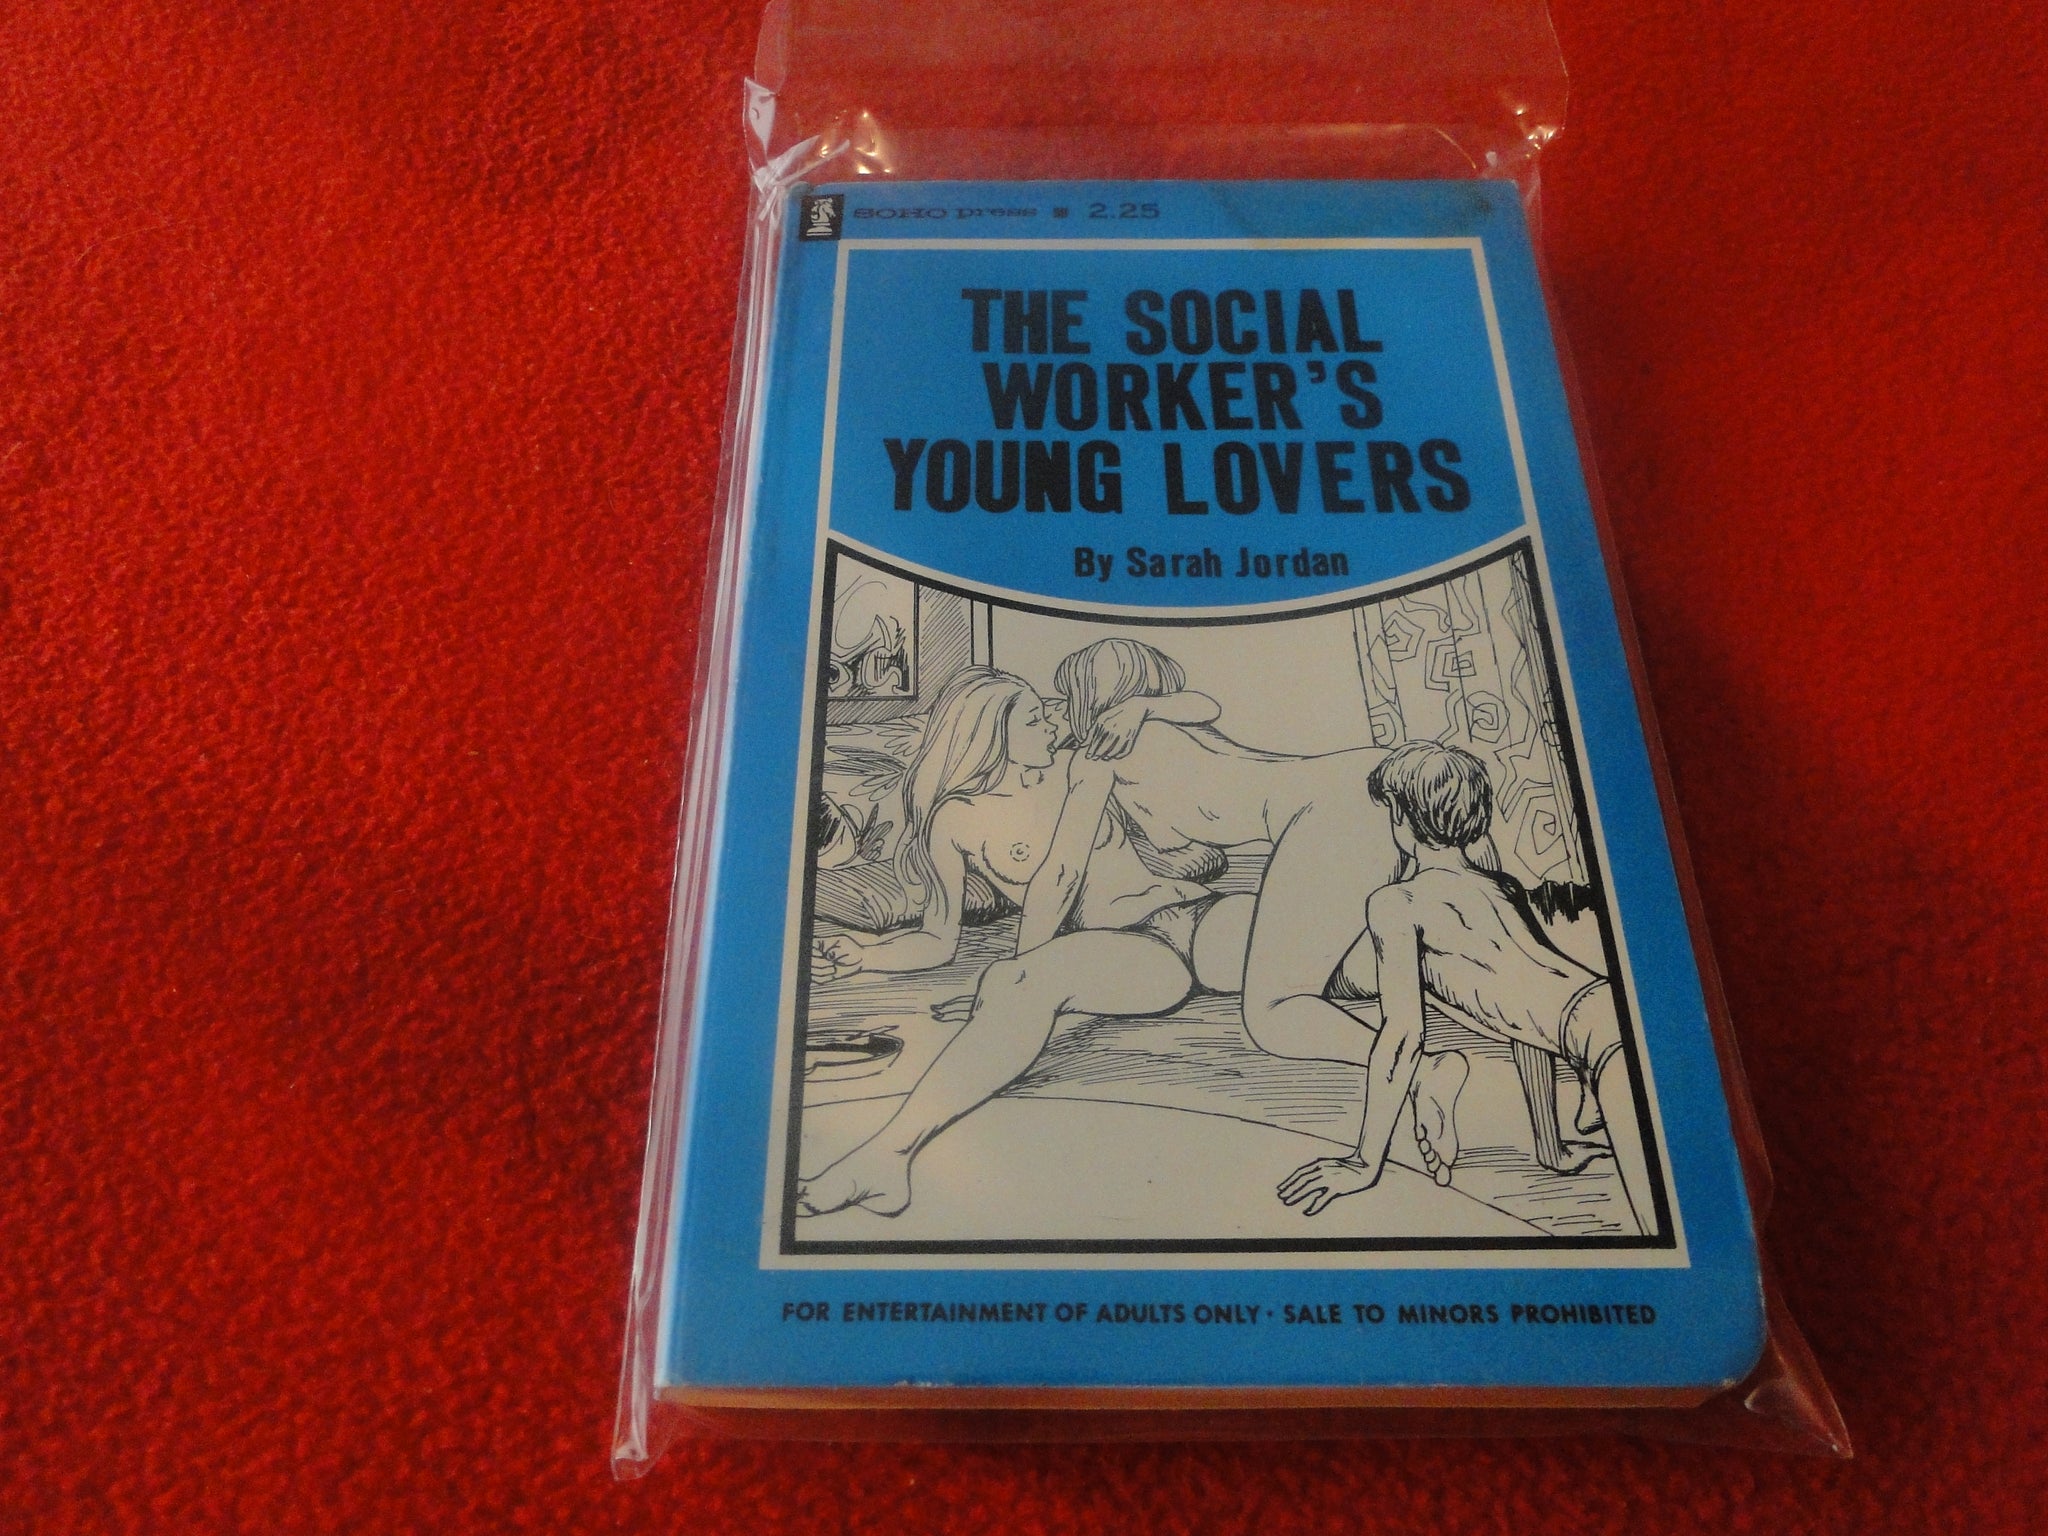 SOHO press 2.25
THE SOCIAL
WORKER'S
YOUNG LOVERS
By Sarah Jordan
FOR ENTERTAINMENT OF ADULTS ONLY · SALE TO MINORS PROHIBITED